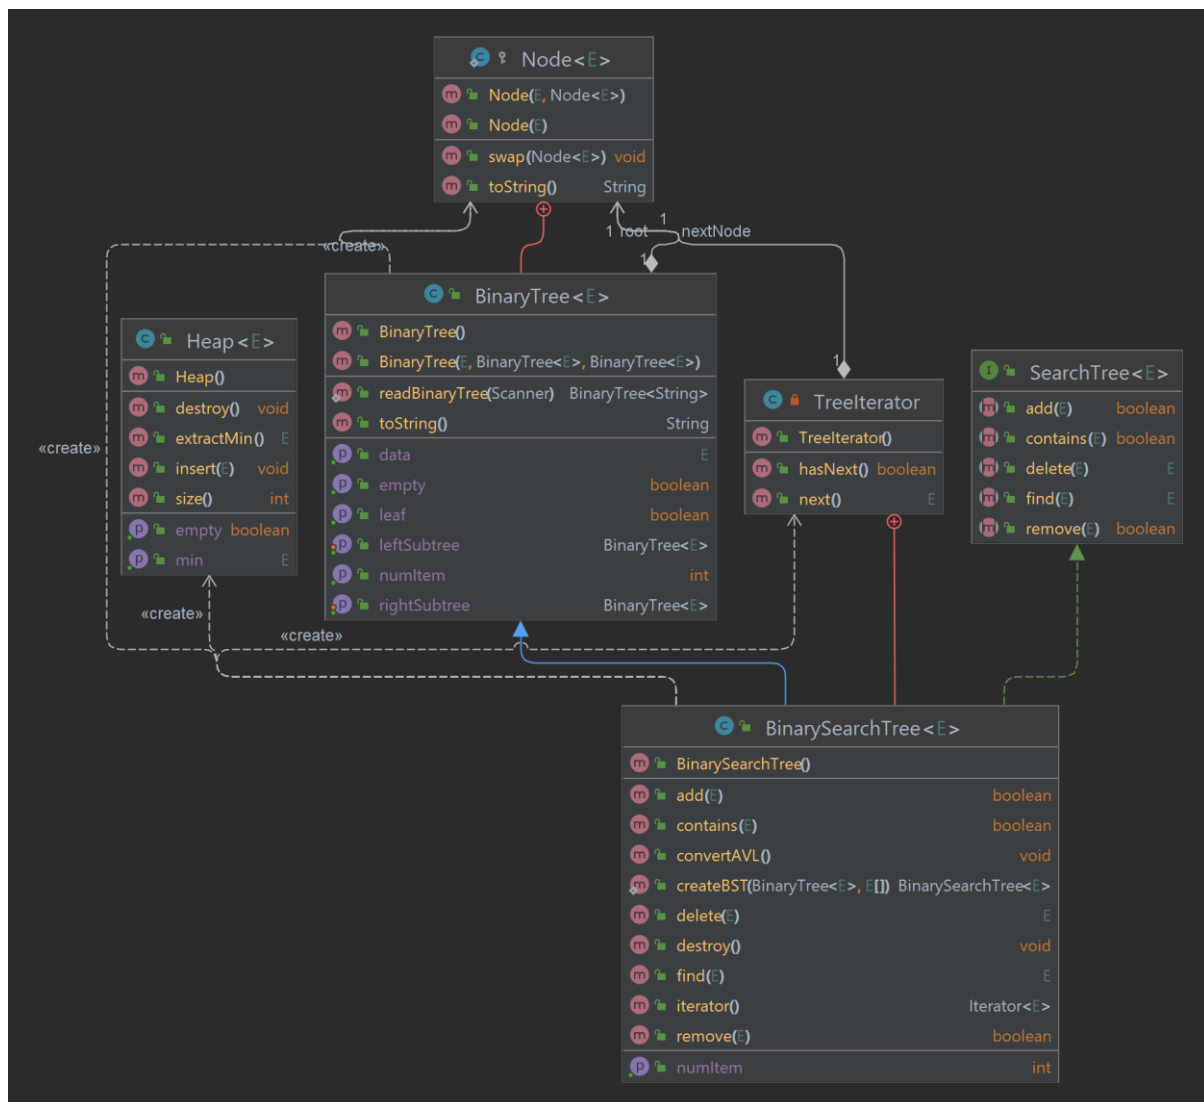 Node<E>
Node(E, Node<E>)
Node(E)
swap(Node<E>) void
toString() String
«create»
1 root
1
nextNode
1
BinaryTree<E>
BinaryTree()
BinaryTree(E, BinaryTree<E>, BinaryTree<E>)
readBinaryTree(Scanner) BinaryTree<String>
toString() String
data E
empty boolean
leaf boolean
leftSubtree BinaryTree<E>
numItem int
rightSubtree BinaryTree<E>
Heap<E>
Heap()
destroy() void
extractMin() E
insert(E) void
size() int
empty boolean
min E
«create»
1
TreeIterator
TreeIterator()
hasNext() boolean
next() E
SearchTree<E>
add(E) boolean
contains(E) boolean
delete(E) E
find(E) E
remove(E) boolean
«create»
«create»
BinarySearchTree<E>
BinarySearchTree()
add(E) boolean
contains(E) boolean
convertAVL() void
createBST(BinaryTree<E>, E[]) BinarySearchTree<E>
delete(E) E
destroy() void
find(E) E
iterator() Iterator<E>
remove(E) boolean
numItem int